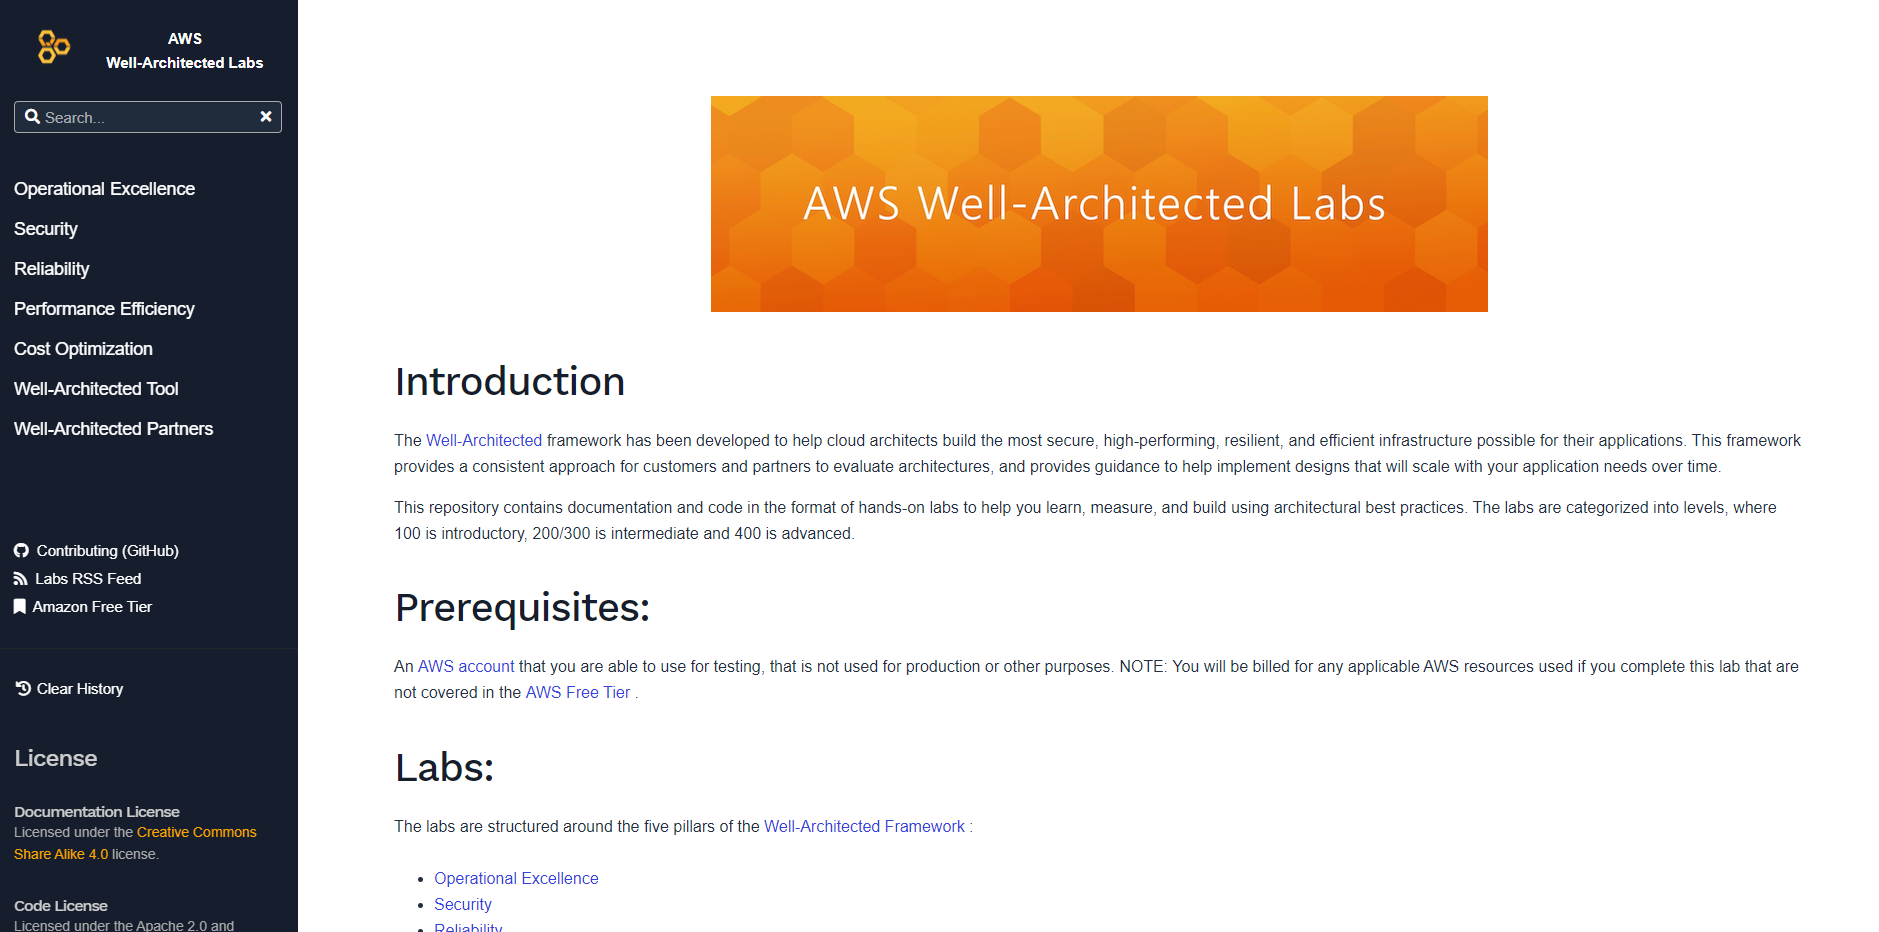 AWS
Well-Architected Labs
Search...
Operational Excellence
Security
Reliability
Performance Efficiency
Cost Optimization
Well-Architected Tool
Well-Architected Partners
Contributing (GitHub)
Labs RSS Feed
Amazon Free Tier
Clear History
License
Documentation License
Licensed under the Creative Commons
Share Alike 4.0 license.
Code License
Licensed under the Apache 2.0 and
AWS Well-Architected Labs
Introduction
The Well-Architected framework has been developed to help cloud architects build the most secure, high-performing, resilient, and efficient infrastructure possible for their applications. This framework
provides a consistent approach for customers and partners to evaluate architectures, and provides guidance to help implement designs that will scale with your application needs over time.
This repository contains documentation and code in the format of hands-on labs to help you learn, measure, and build using architectural best practices. The labs are categorized into levels, where
100 is introductory, 200/300 is intermediate and 400 is advanced.
Prerequisites:
An AWS account that you are able to use for testing, that is not used for production or other purposes. NOTE: You will be billed for any applicable AWS resources used if you complete this lab that are
not covered in the AWS Free Tier .
Labs:
The labs are structured around the five pillars of the Well-Architected Framework :
• Operational Excellence
• Security
• Reliability